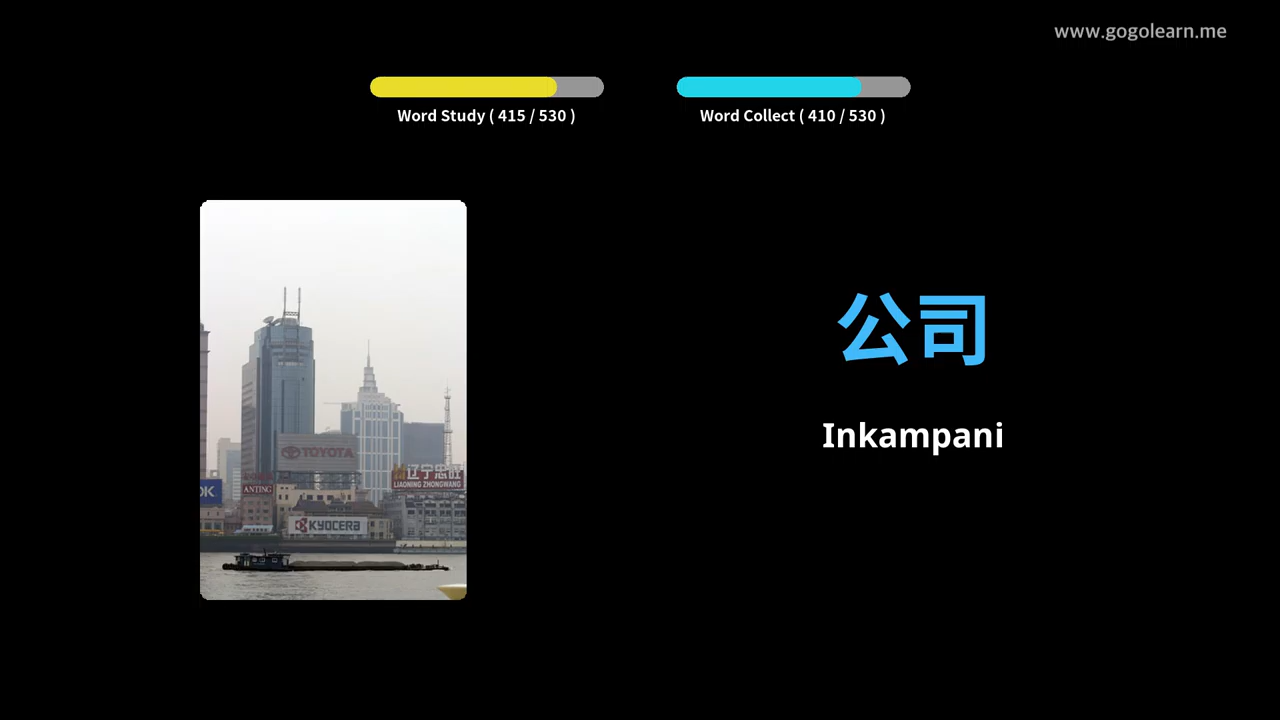 www.gogolearn.me
Word Study ( 415 / 530 )
Word Collect ( 410 / 530 )
公司
Inkampani
TOYOTA
辽宁忠旺
LIAONING ZHONGWANG
ANTING
KYOCERA